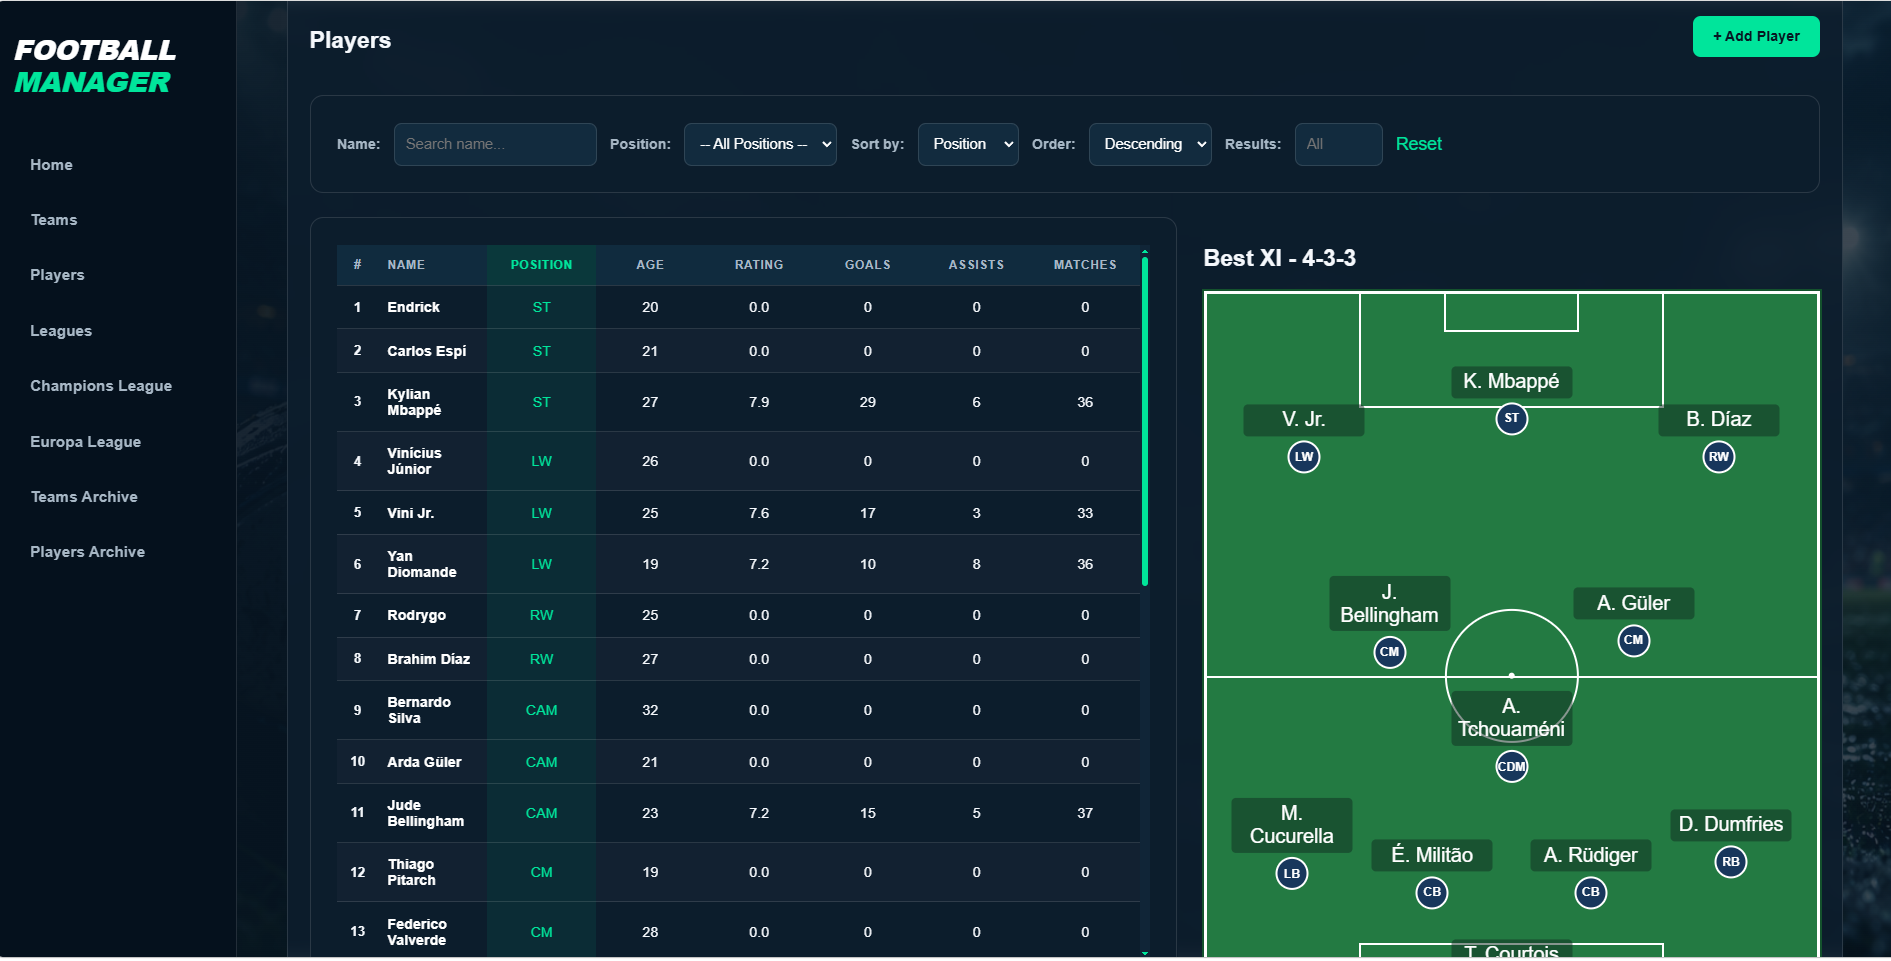 FOOTBALL
MANAGER
Home
Teams
Players
Leagues
Champions League
Europa League
Teams Archive
Players Archive
Players
+ Add Player
Name: Search name... Position: -- All Positions -- Sort by: Position Order: Descending Results: All Reset
# NAME POSITION AGE RATING GOALS ASSISTS MATCHES
1 Endrick ST 20 0.0 0 0 0
2 Carlos Espí ST 21 0.0 0 0 0
3 Kylian Mbappé ST 27 7.9 29 6 36
4 Vinícius Júnior LW 26 0.0 0 0 0
5 Vini Jr. LW 25 7.6 17 3 33
6 Yan Diomande LW 19 7.2 10 8 36
7 Rodrygo RW 25 0.0 0 0 0
8 Brahim Díaz RW 27 0.0 0 0 0
9 Bernardo Silva CAM 32 0.0 0 0 0
10 Arda Güler CAM 21 0.0 0 0 0
11 Jude Bellingham CAM 23 7.2 15 5 37
12 Thiago Pitarch CM 19 0.0 0 0 0
13 Federico Valverde CM 28 0.0 0 0 0
Best XI - 4-3-3
K. Mbappé
ST
V. Jr.
LW
B. Díaz
RW
J.
Bellingham
CM
A. Güler
CM
A.
Tchouaméni
CDM
M.
Cucurella
LB
É. Militão
CB
A. Rüdiger
CB
D. Dumfries
RB
T. Courtois